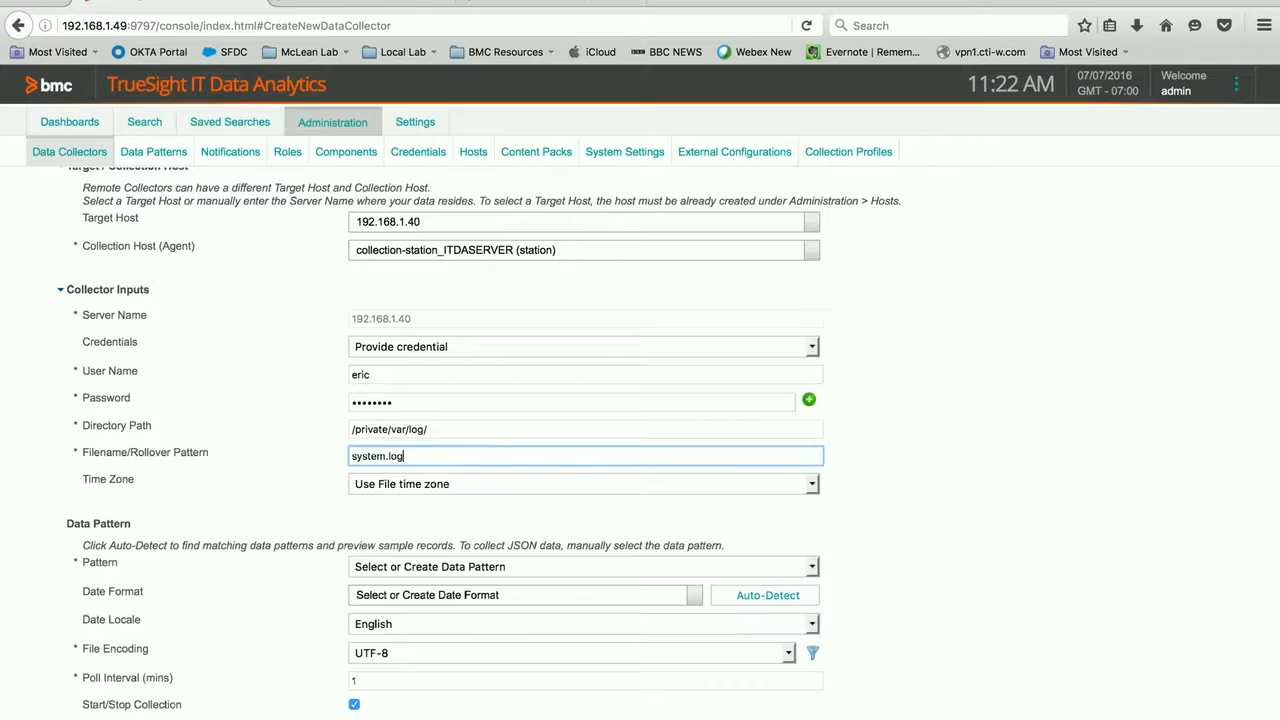 192.168.1.49:9797/console/index.html#CreateNewDataCollector
Search
Most Visited
OKTA Portal
SFDC
McLean Lab
Local Lab
BMC Resources
iCloud
BBC NEWS
Webex New
Evernote | Remem...
vpn1.cti-w.com
Most Visited
bmc
TrueSight IT Data Analytics
11:22 AM
07/07/2016
GMT - 07:00
Welcome
admin
Dashboards
Search
Saved Searches
Administration
Settings
Data Collectors
Data Patterns
Notifications
Roles
Components
Credentials
Hosts
Content Packs
System Settings
External Configurations
Collection Profiles
Target / Collection Host
Remote Collectors can have a different Target Host and Collection Host.
Select a Target Host or manually enter the Server Name where your data resides. To select a Target Host, the host must be already created under Administration > Hosts.
Target Host
192.168.1.40
* Collection Host (Agent)
collection-station_ITDASERVER (station)
Collector Inputs
* Server Name
192.168.1.40
Credentials
Provide credential
* User Name
eric
* Password
••••••••
* Directory Path
/private/var/log/
* Filename/Rollover Pattern
system.log
Time Zone
Use File time zone
Data Pattern
Click Auto-Detect to find matching data patterns and preview sample records. To collect JSON data, manually select the data pattern.
* Pattern
Select or Create Data Pattern
Date Format
Select or Create Date Format
Auto-Detect
Date Locale
English
* File Encoding
UTF-8
* Poll Interval (mins)
1
Start/Stop Collection